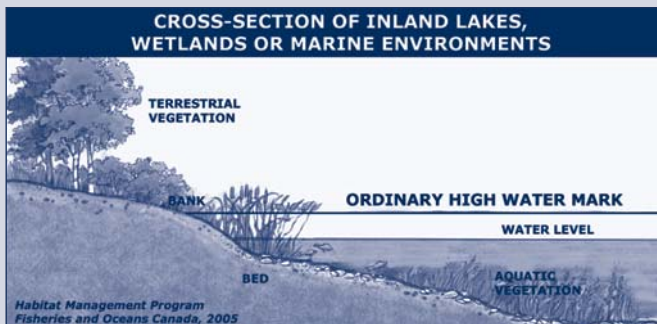 CROSS-SECTION OF INLAND LAKES,
WETLANDS OR MARINE ENVIRONMENTS
TERRESTRIAL
VEGETATION
BANK
ORDINARY HIGH WATER MARK
WATER LEVEL
BED
AQUATIC
VEGETATION
Habitat Management Program
Fisheries and Oceans Canada, 2005